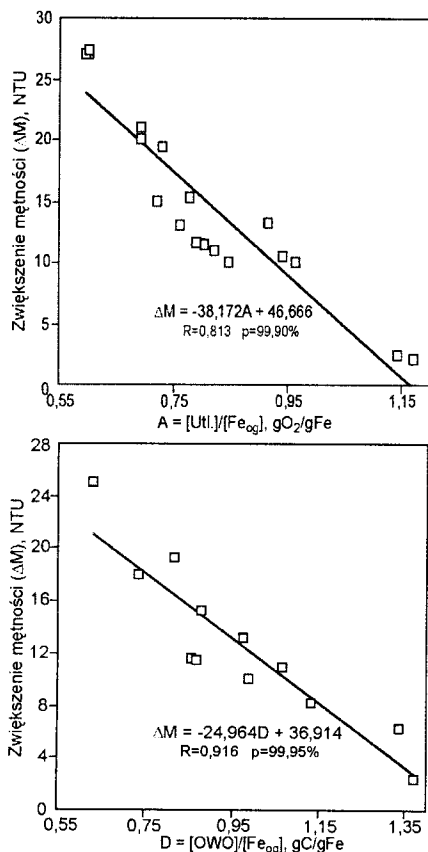 30
25
20
15
10
5
0
Zwiększenie mętności (ΔM), NTU
ΔM = -38,172A + 46,666
R=0,813 p=99,90%
0,55 0,75 0,95 1,15
A = [Utl.]/[Fe_og], gO₂/gFe
28
24
20
16
12
8
4
0
Zwiększenie mętności (ΔM), NTU
ΔM = -24,964D + 36,914
R=0,916 p=99,95%
0,55 0,75 0,95 1,15 1,35
D = [OWO]/[Fe_og], gC/gFe